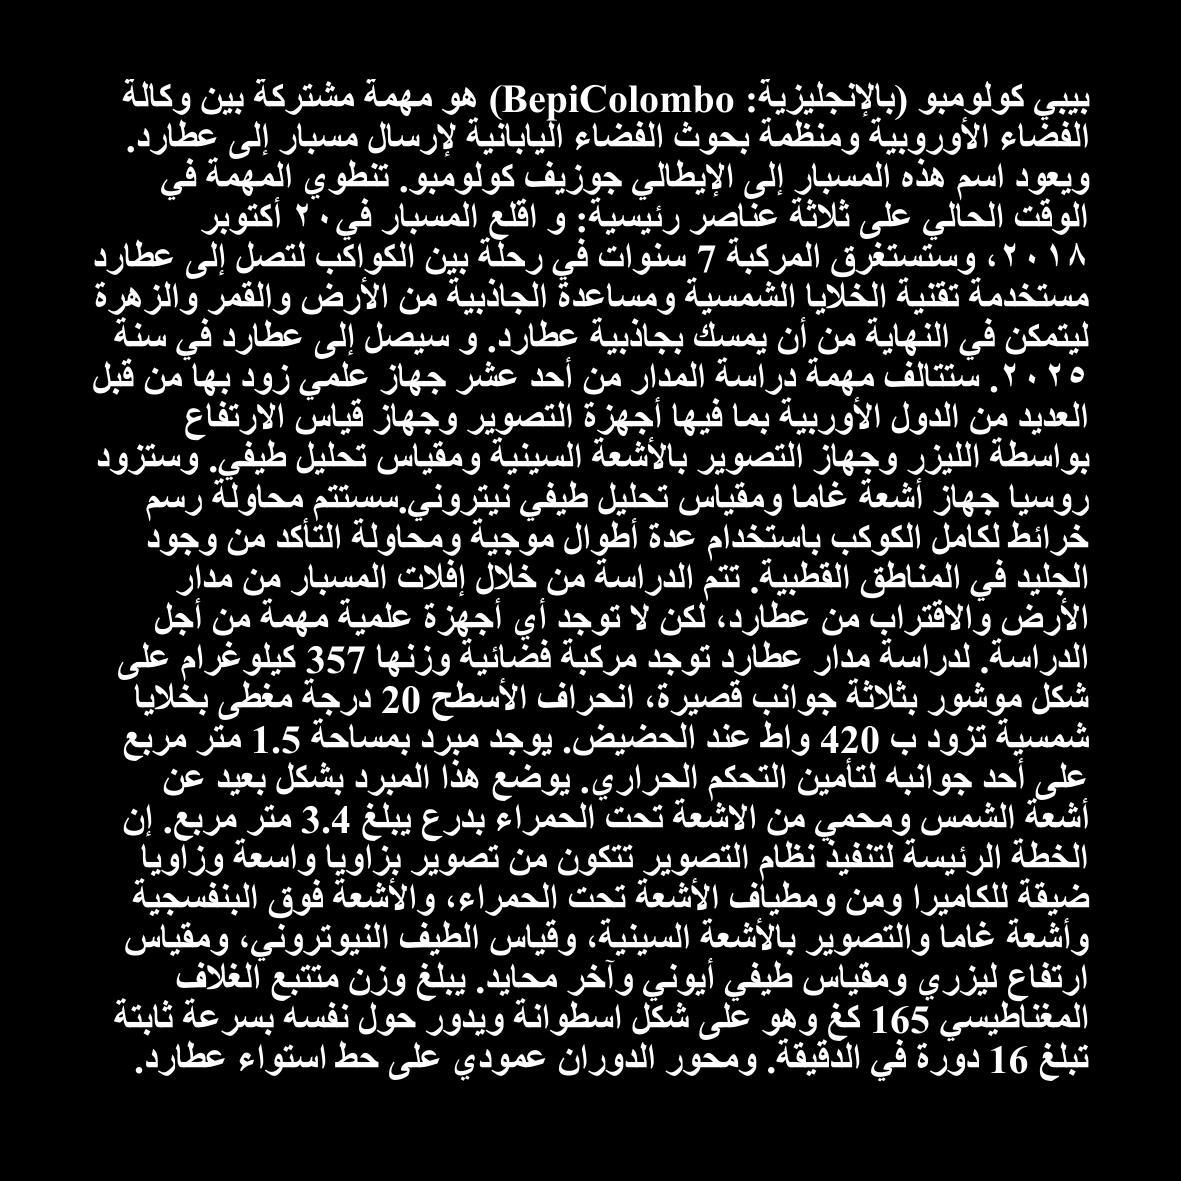 بيبي كولومبو (بالإنجليزية: BepiColombo) هو مهمة مشتركة بين وكالة
الفضاء الأوروبية ومنظمة بحوث الفضاء اليابانية لإرسال مسبار إلى عطارد.
ويعود اسم هذه المسبار إلى الإيطالي جوزيف كولومبو. تنطوي المهمة في
الوقت الحالي على ثلاثة عناصر رئيسية: و اقلع المسبار في٢٠ أكتوبر
٢٠١٨، وستستغرق المركبة 7 سنوات في رحلة بين الكواكب لتصل إلى عطارد
مستخدمة تقنية الخلايا الشمسية ومساعدة الجاذبية من الأرض والقمر والزهرة
ليتمكن في النهاية من أن يمسك بجاذبية عطارد. و سيصل إلى عطارد في سنة
٢٠٢٥. ستتالف مهمة دراسة المدار من أحد عشر جهاز علمي زود بها من قبل
العديد من الدول الأوربية بما فيها أجهزة التصوير وجهاز قياس الارتفاع
بواسطة الليزر وجهاز التصوير بالأشعة السينية ومقياس تحليل طيفي. وستزود
روسيا جهاز أشعة غاما ومقياس تحليل طيفي نيتروني.سستتم محاولة رسم
خرائط لكامل الكوكب باستخدام عدة أطوال موجية ومحاولة التأكد من وجود
الجليد في المناطق القطبية. تتم الدراسة من خلال إفلات المسبار من مدار
الأرض والاقتراب من عطارد، لكن لا توجد أي أجهزة علمية مهمة من أجل
الدراسة. لدراسة مدار عطارد توجد مركبة فضائية وزنها 357 كيلوغرام على
شكل موشور بثلاثة جوانب قصيرة، انحراف الأسطح 20 درجة مغطى بخلايا
شمسية تزود ب 420 واط عند الحضيض. يوجد مبرد بمساحة 1.5 متر مربع
على أحد جوانبه لتأمين التحكم الحراري. يوضع هذا المبرد بشكل بعيد عن
أشعة الشمس ومحمي من الاشعة تحت الحمراء بدرع يبلغ 3.4 متر مربع. إن
الخطة الرئيسة لتنفيذ نظام التصوير تتكون من تصوير بزاويا واسعة وزاويا
ضيقة للكاميرا ومن ومطياف الأشعة تحت الحمراء، والأشعة فوق البنفسجية
وأشعة غاما والتصوير بالأشعة السينية، وقياس الطيف النيوتروني، ومقياس
ارتفاع ليزري ومقياس طيفي أيوني وآخر محايد. يبلغ وزن متتبع الغلاف
المغناطيسي 165 كغ وهو على شكل اسطوانة ويدور حول نفسه بسرعة ثابتة
تبلغ 16 دورة في الدقيقة. ومحور الدوران عمودي على حط استواء عطارد.